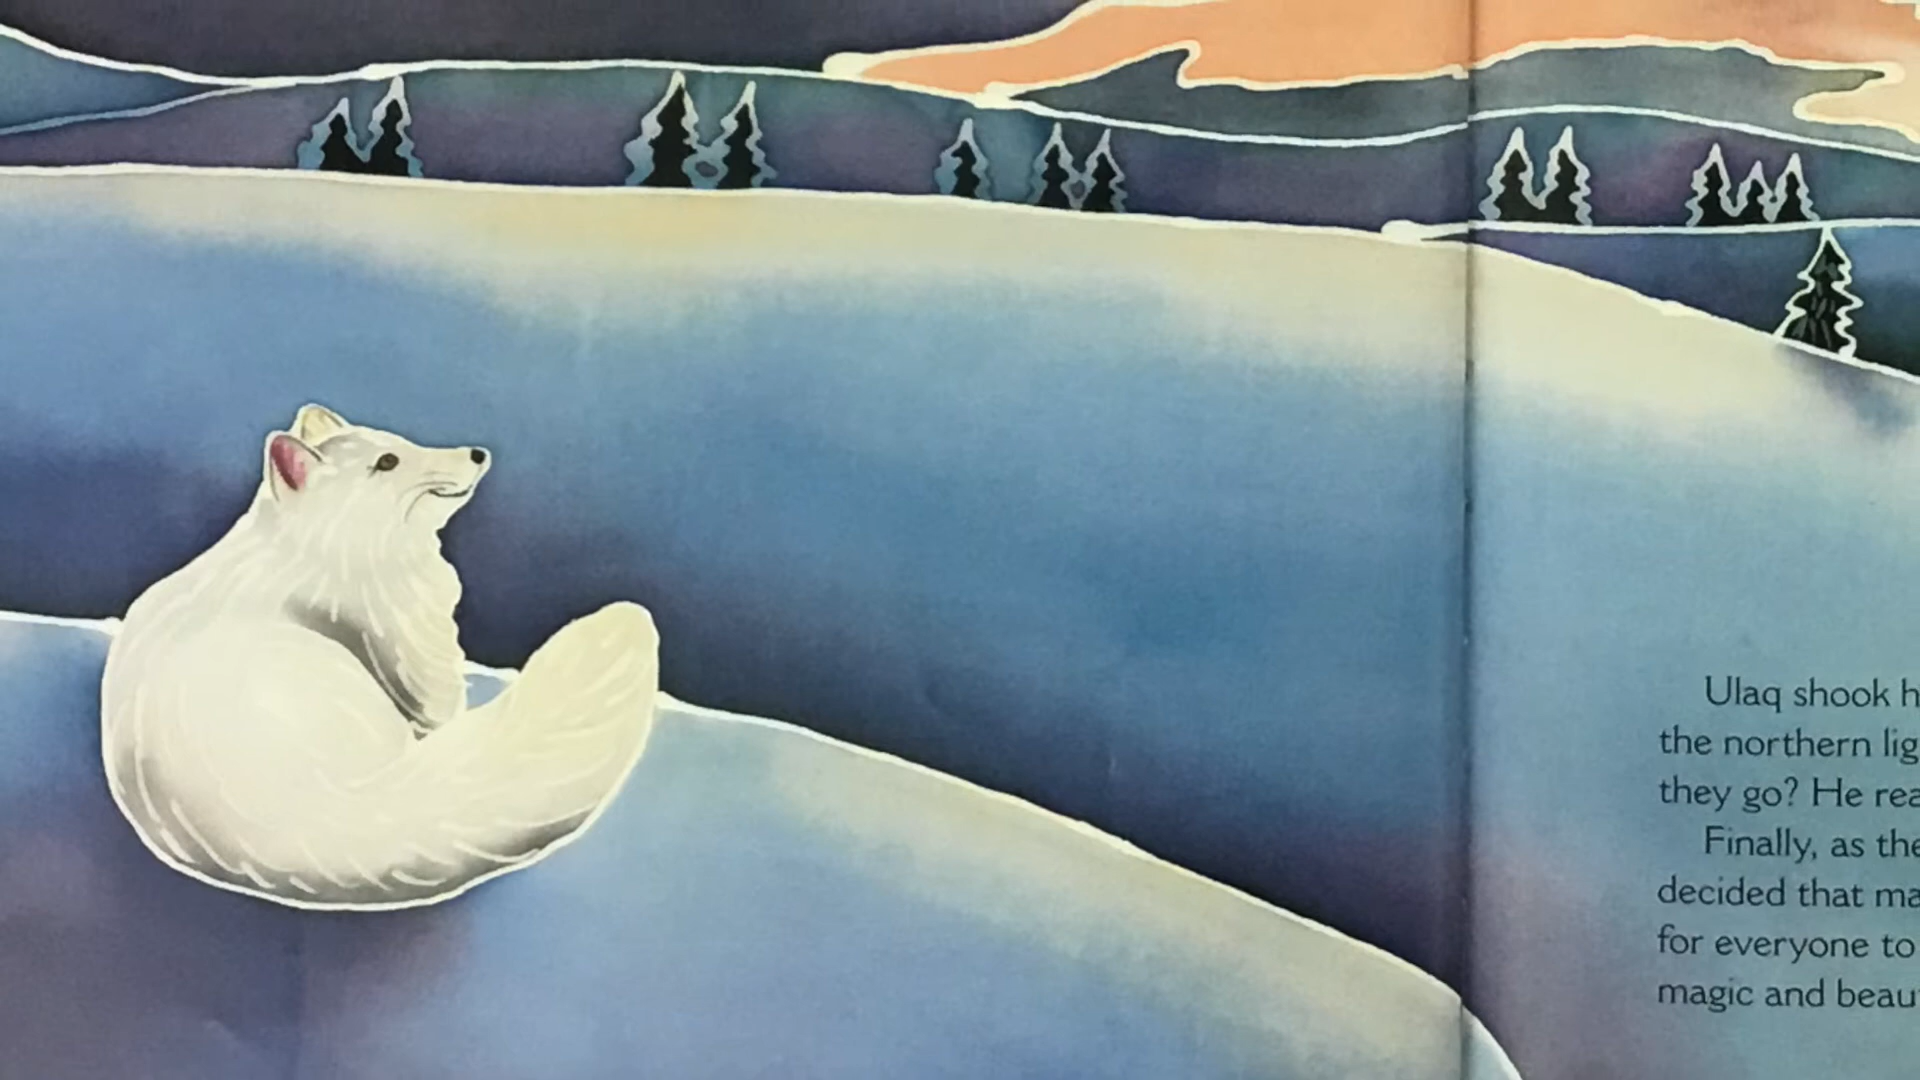 Ulaq shook h
the northern lig
they go? He rea
Finally, as the
decided that ma
for everyone to
magic and beau